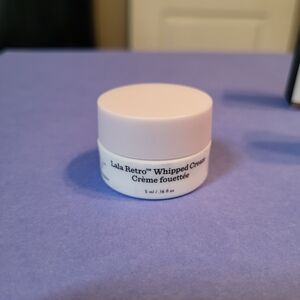 Lala Retro™ Whipped Cream
Crème fouettée
5 ml / .16 fl oz